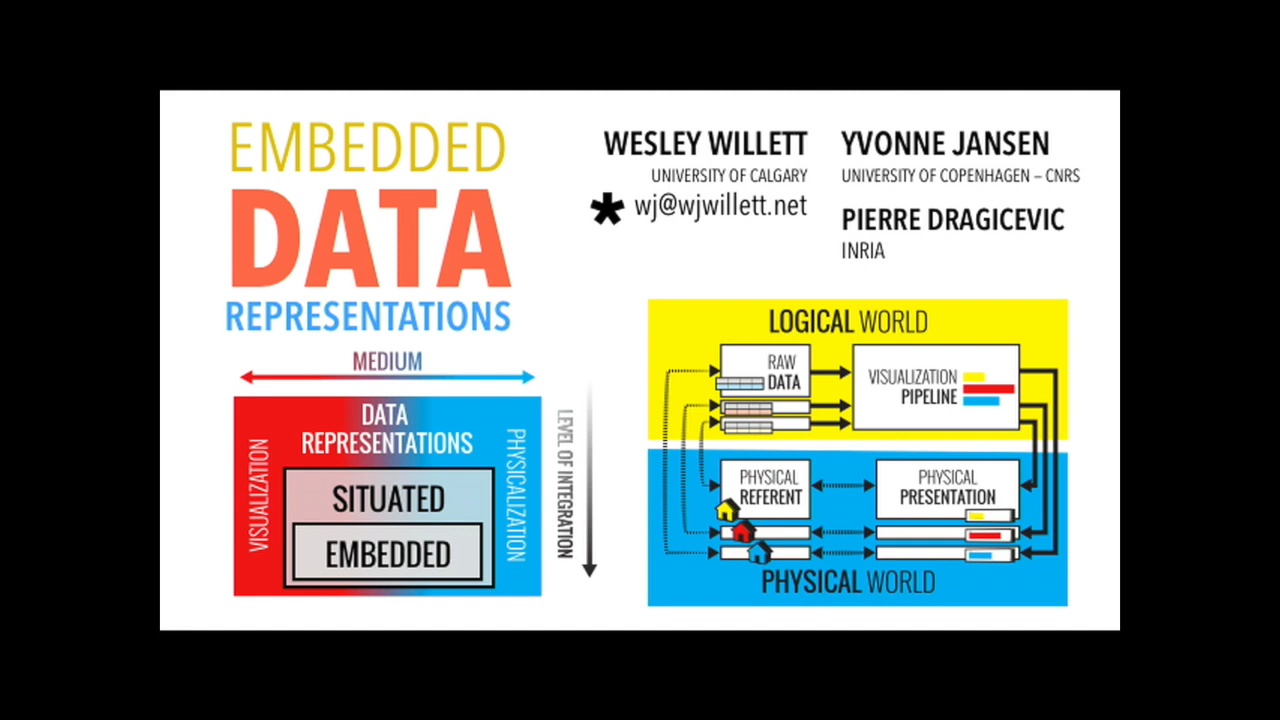 EMBEDDED
DATA
REPRESENTATIONS
WESLEY WILLETT
UNIVERSITY OF CALGARY
* wj@wjwillett.net
YVONNE JANSEN
UNIVERSITY OF COPENHAGEN – CNRS
PIERRE DRAGICEVIC
INRIA
MEDIUM
DATA
REPRESENTATIONS
VISUALIZATION
PHYSICALIZATION
SITUATED
EMBEDDED
LEVEL OF INTEGRATION
LOGICAL WORLD
RAW
DATA
VISUALIZATION
PIPELINE
PHYSICAL
REFERENT
PHYSICAL
PRESENTATION
PHYSICAL WORLD